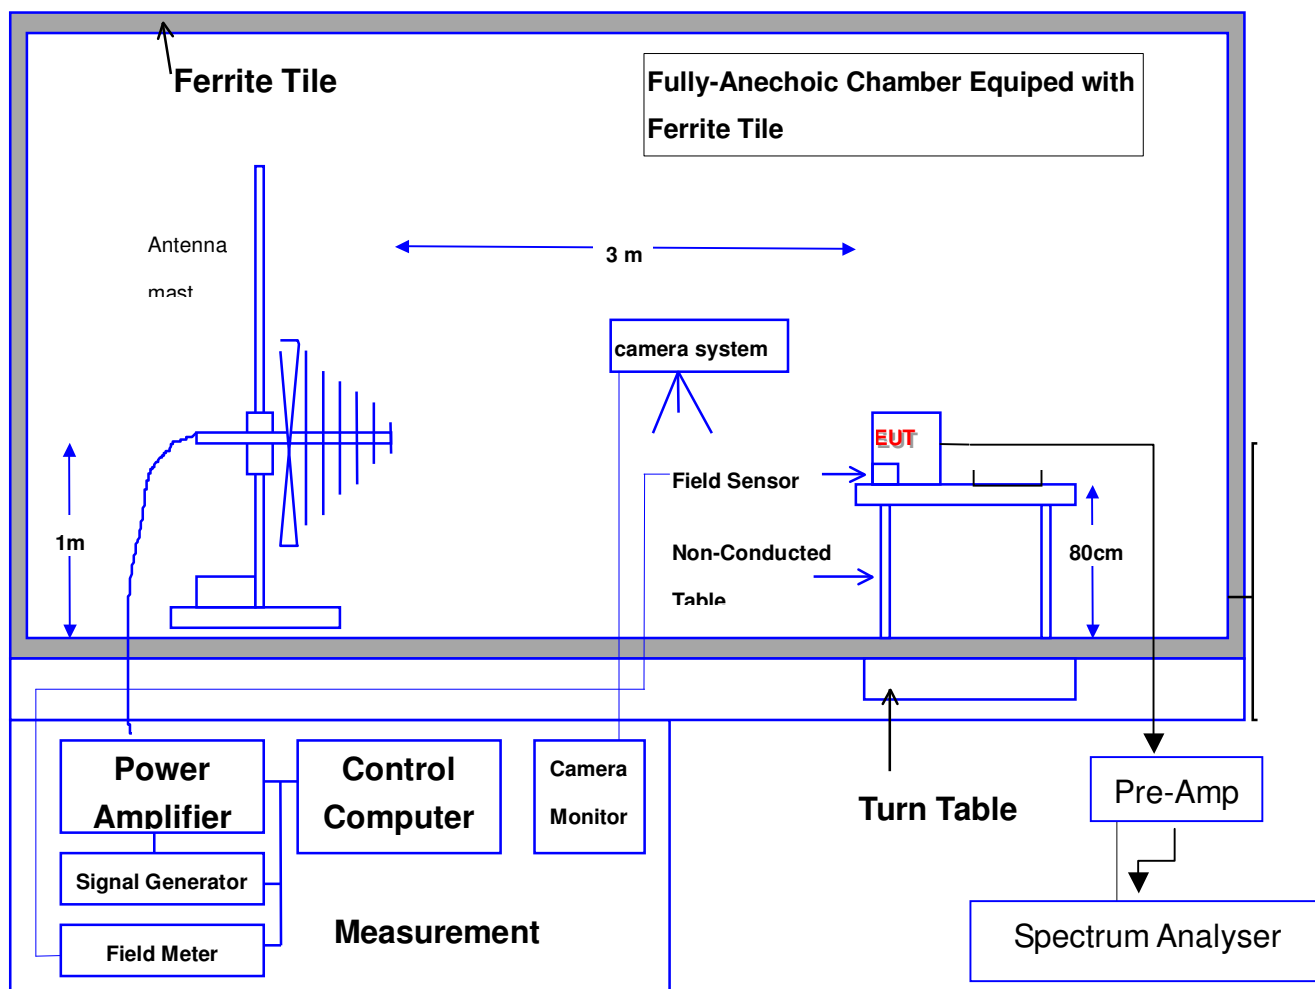 Ferrite Tile
Fully-Anechoic Chamber Equiped with
Ferrite Tile
Antenna
mast
3 m
camera system
EUT
Field Sensor
1m
Non-Conducted
Table
80cm
Power
Amplifier
Control
Computer
Camera
Monitor
Turn Table
Pre-Amp
Signal Generator
Measurement
Field Meter
Spectrum Analyser